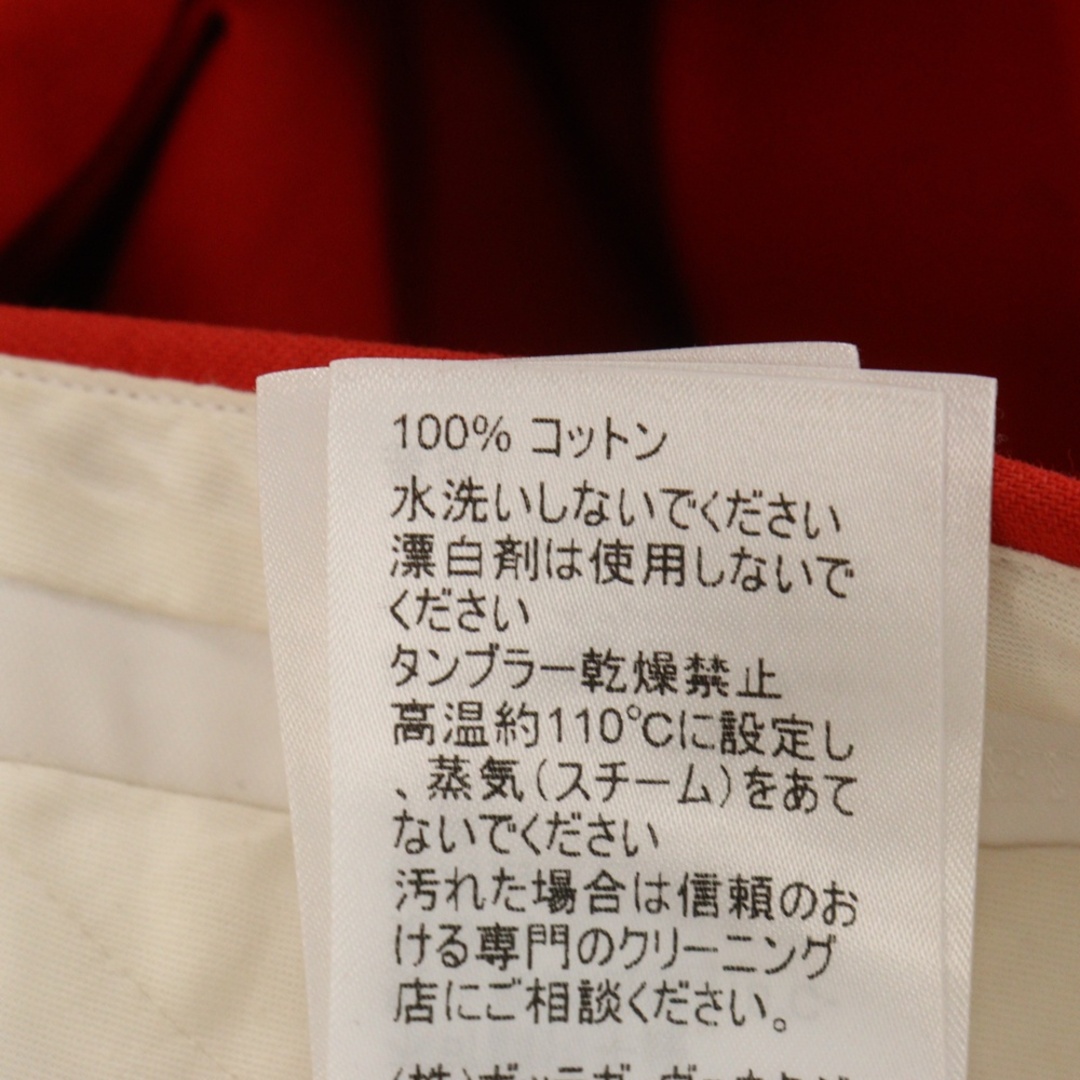 100% コットン
水洗いしないでください
漂白剤は使用しないで
ください
タンブラー乾燥禁止
高温約110℃に設定し
、蒸気(スチーム)をあて
ないでください
汚れた場合は信頼のお
ける専門のクリーニング
店にご相談ください。